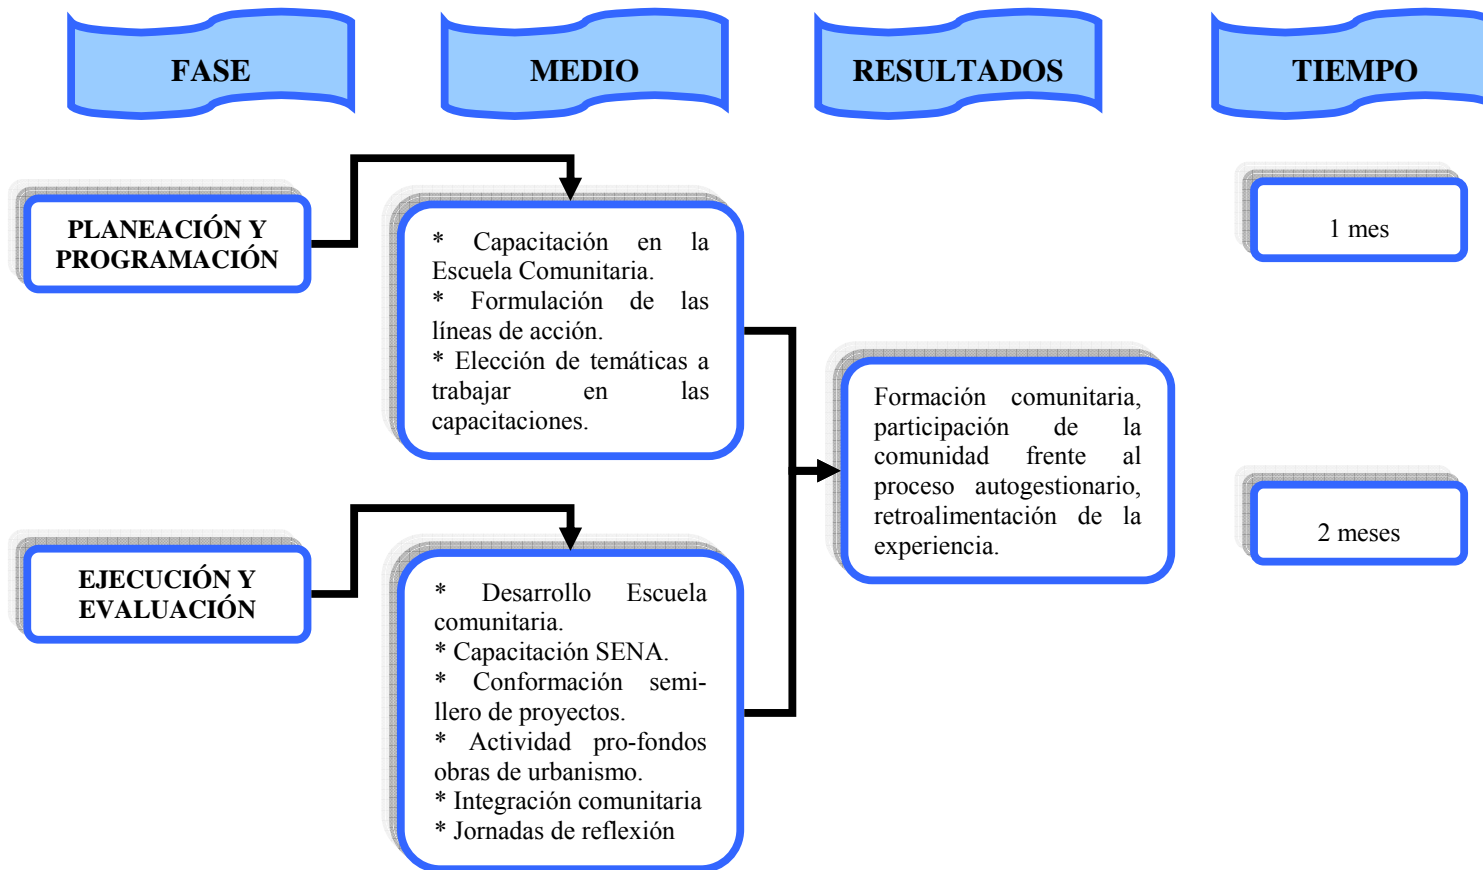 FASE
MEDIO
RESULTADOS
TIEMPO
PLANEACIÓN Y
PROGRAMACIÓN
* Capacitación en la
Escuela Comunitaria.
* Formulación de las
líneas de acción.
* Elección de temáticas a
trabajar en las
capacitaciones.
1 mes
Formación comunitaria,
participación de la
comunidad frente al
proceso autogestionario,
retroalimentación de la
experiencia.
EJECUCIÓN Y
EVALUACIÓN
* Desarrollo Escuela
comunitaria.
* Capacitación SENA.
* Conformación semi-
llero de proyectos.
* Actividad pro-fondos
obras de urbanismo.
* Integración comunitaria
* Jornadas de reflexión
2 meses